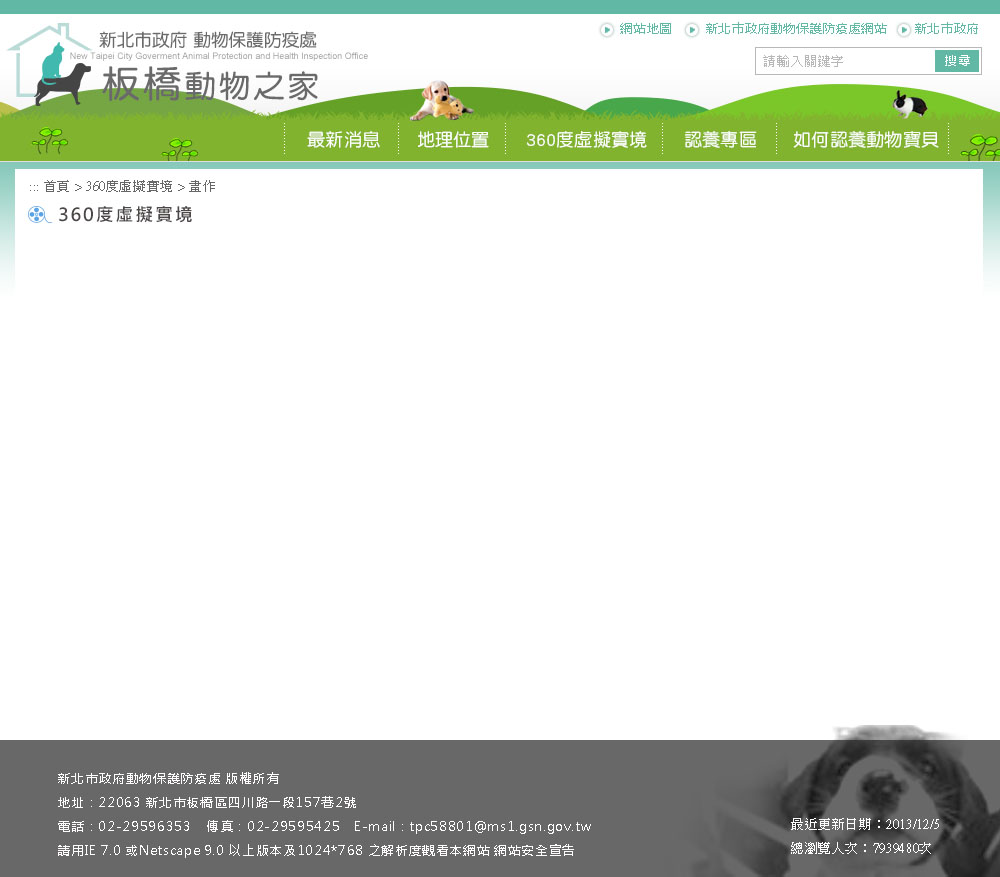 網站地圖 新北市政府動物保護防疫處網站 新北市政府
新北市政府 動物保護防疫處
New Taipei City Goverment Animal Protection and Health Inspection Office
板橋動物之家
請輸入關鍵字 搜尋
最新消息 地理位置 360度虛擬實境 認養專區 如何認養動物寶貝
::: 首頁 > 360度虛擬實境 > 畫作
360度虛擬實境
新北市政府動物保護防疫處 版權所有
地址：22063 新北市板橋區四川路一段157巷2號
電話：02-29596353 傳真：02-29595425 E-mail：tpc58801@ms1.gsn.gov.tw
請用IE 7.0 或Netscape 9.0 以上版本及1024*768 之解析度觀看本網站 網站安全宣告
最近更新日期：2013/12/5
總瀏覽人次：7939480次